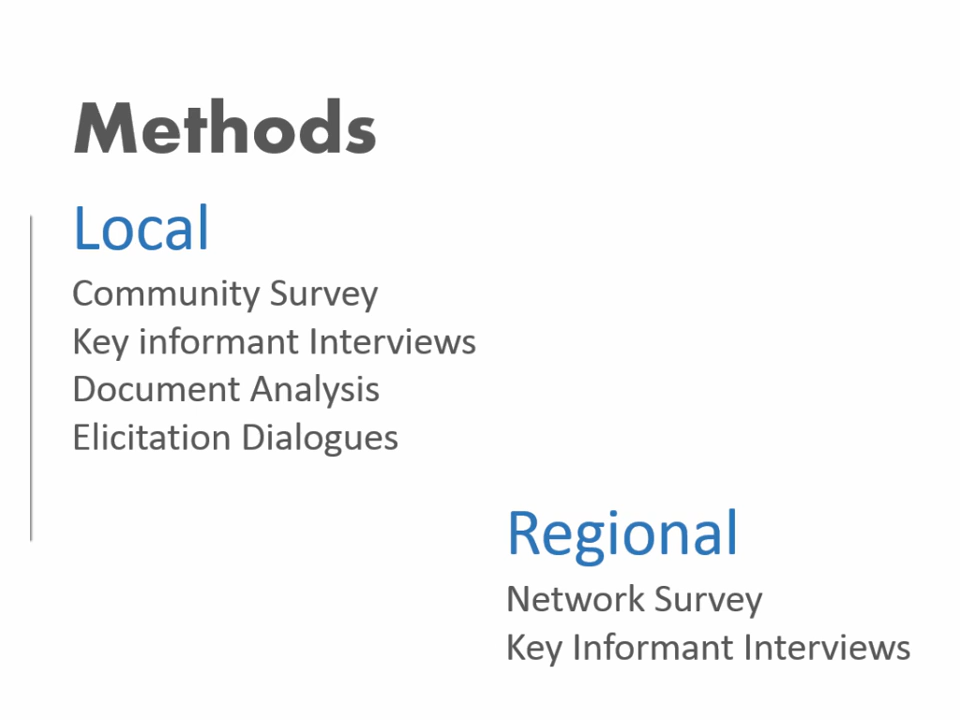 Methods
Local
Community Survey
Key informant Interviews
Document Analysis
Elicitation Dialogues
Regional
Network Survey
Key Informant Interviews